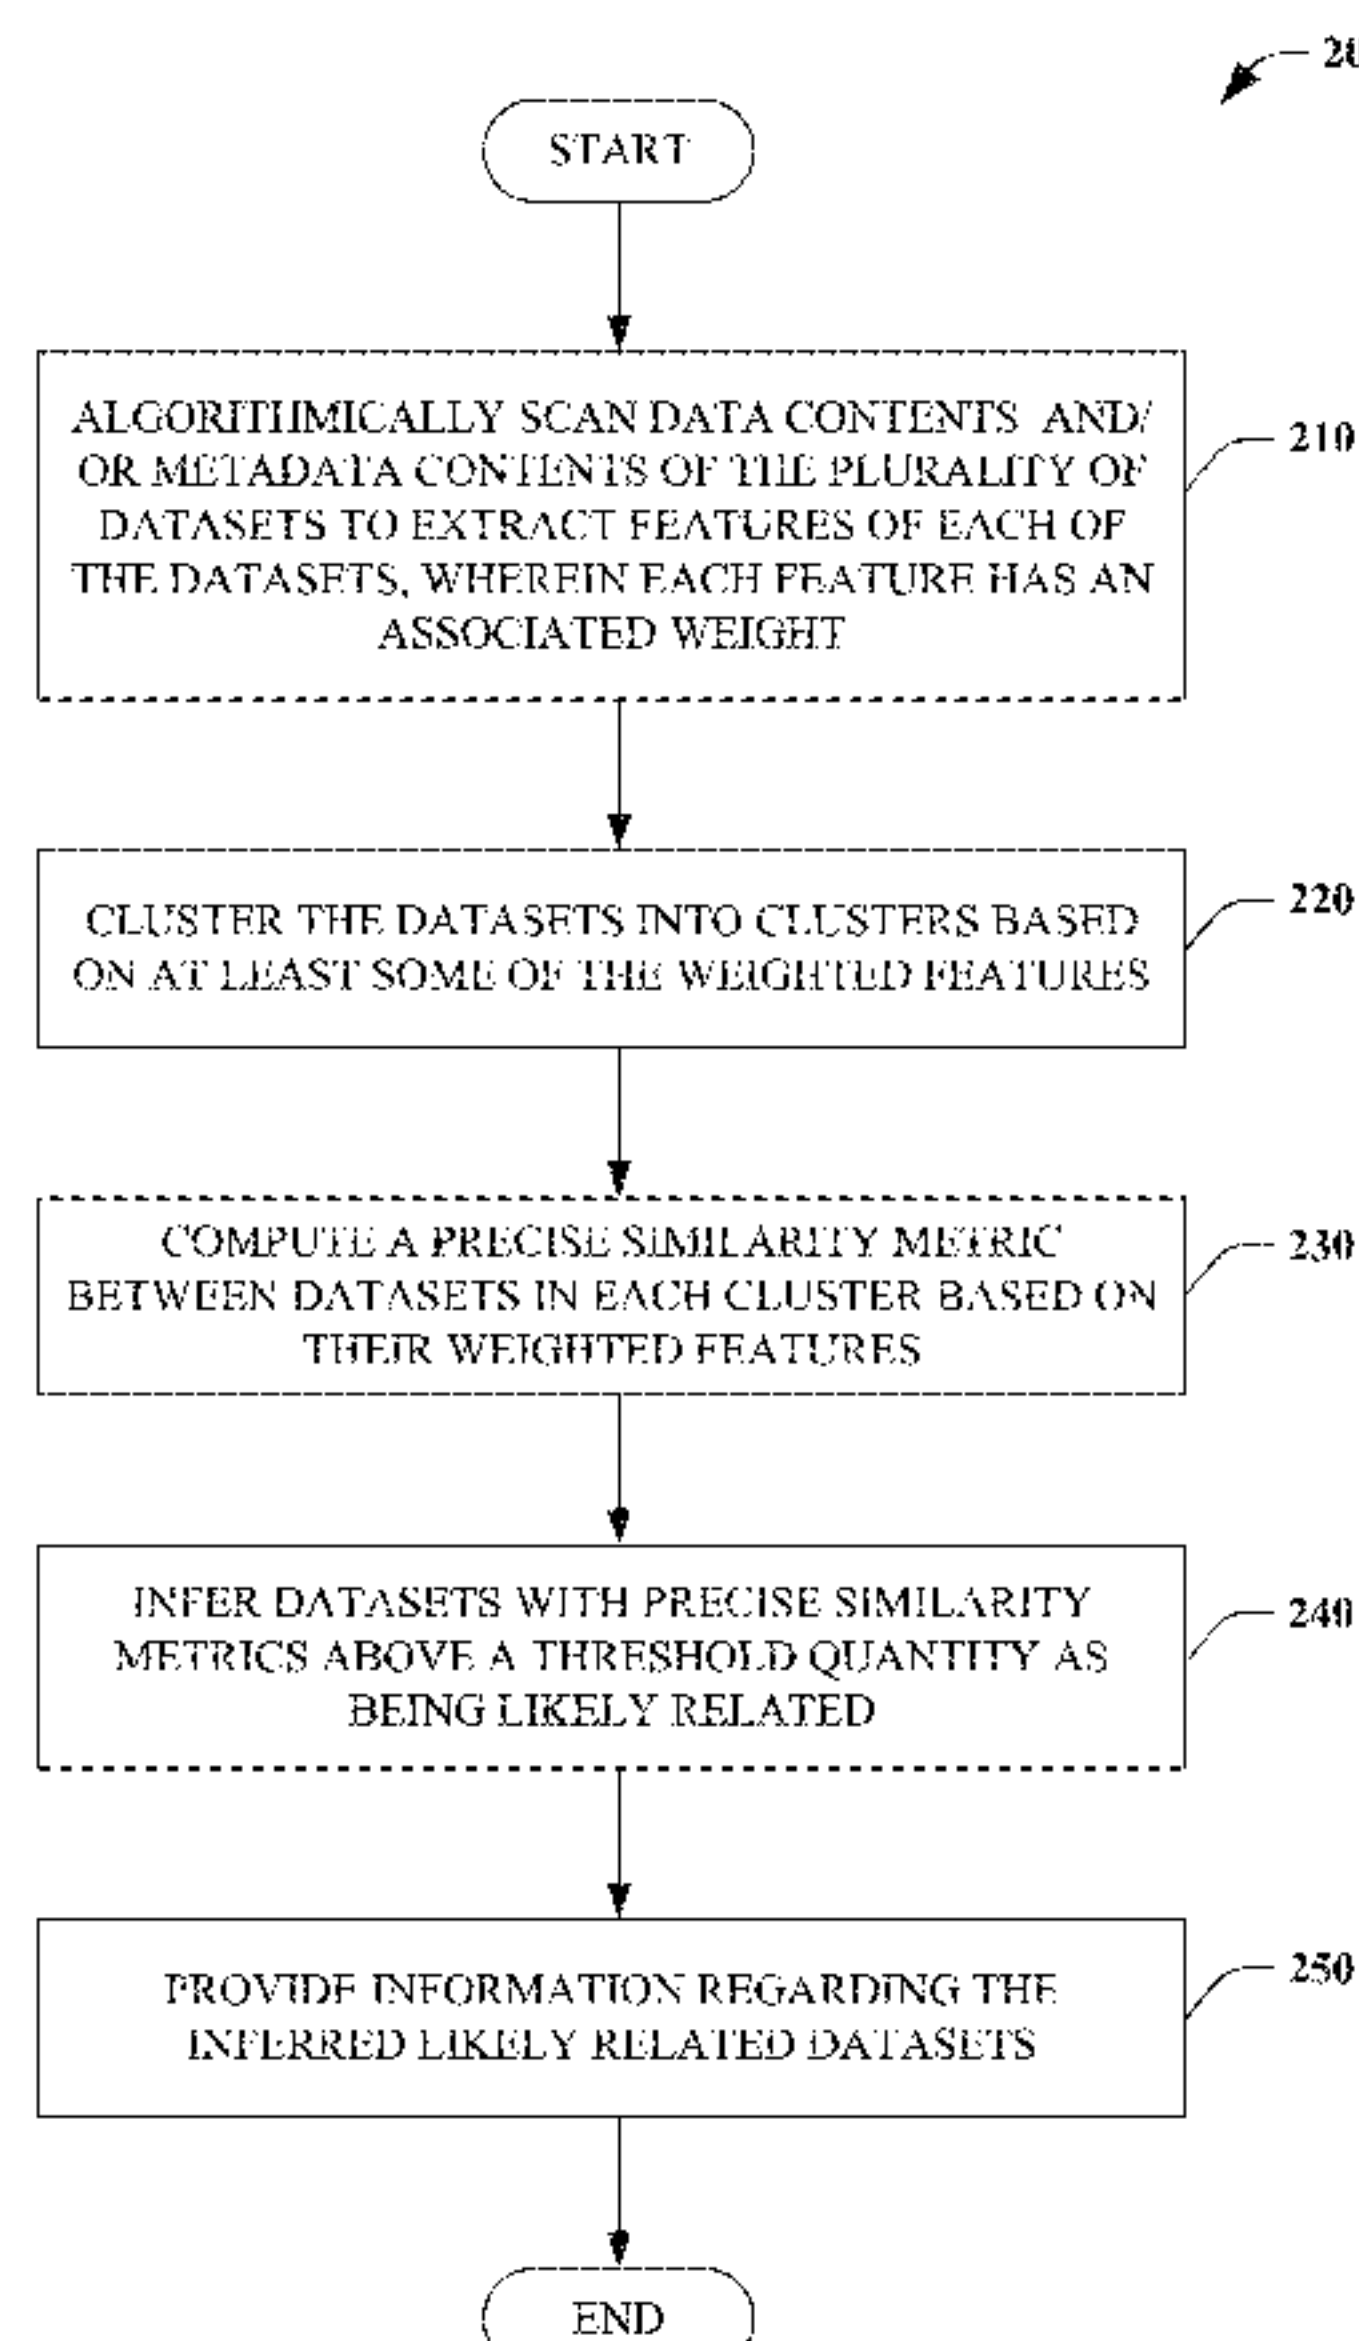 START
ALGORITHMICALLY SCAN DATA CONTENTS AND/
OR METADATA CONTENTS OF THE PLURALITY OF
DATASETS TO EXTRACT FEATURES OF EACH OF
THE DATASETS, WHEREIN EACH FEATURE HAS AN
ASSOCIATED WEIGHT
210
CLUSTER THE DATASETS INTO CLUSTERS BASED
ON AT LEAST SOME OF THE WEIGHTED FEATURES
220
COMPUTE A PRECISE SIMILARITY METRIC
BETWEEN DATASETS IN EACH CLUSTER BASED ON
THEIR WEIGHTED FEATURES
230
INFER DATASETS WITH PRECISE SIMILARITY
METRICS ABOVE A THRESHOLD QUANTITY AS
BEING LIKELY RELATED
240
PROVIDE INFORMATION REGARDING THE
INFERRED LIKELY RELATED DATASETS
250
END